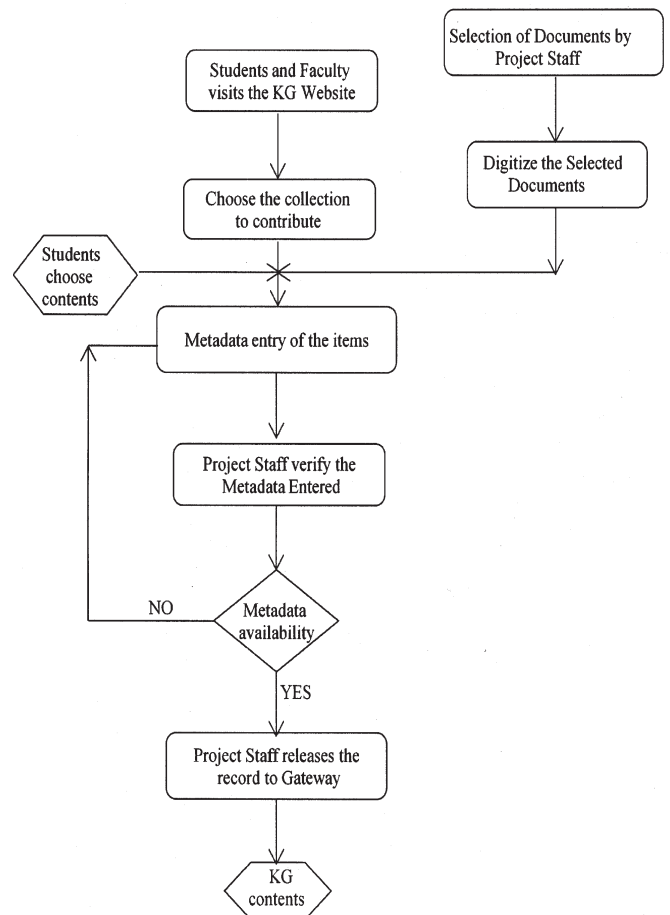 Selection of Documents by
Project Staff
Students and Faculty
visits the KG Website
Digitize the Selected
Documents
Choose the collection
to contribute
Students
choose
contents
Metadata entry of the items
Project Staff verify the
Metadata Entered
NO
Metadata
availability
YES
Project Staff releases the
record to Gateway
KG
contents